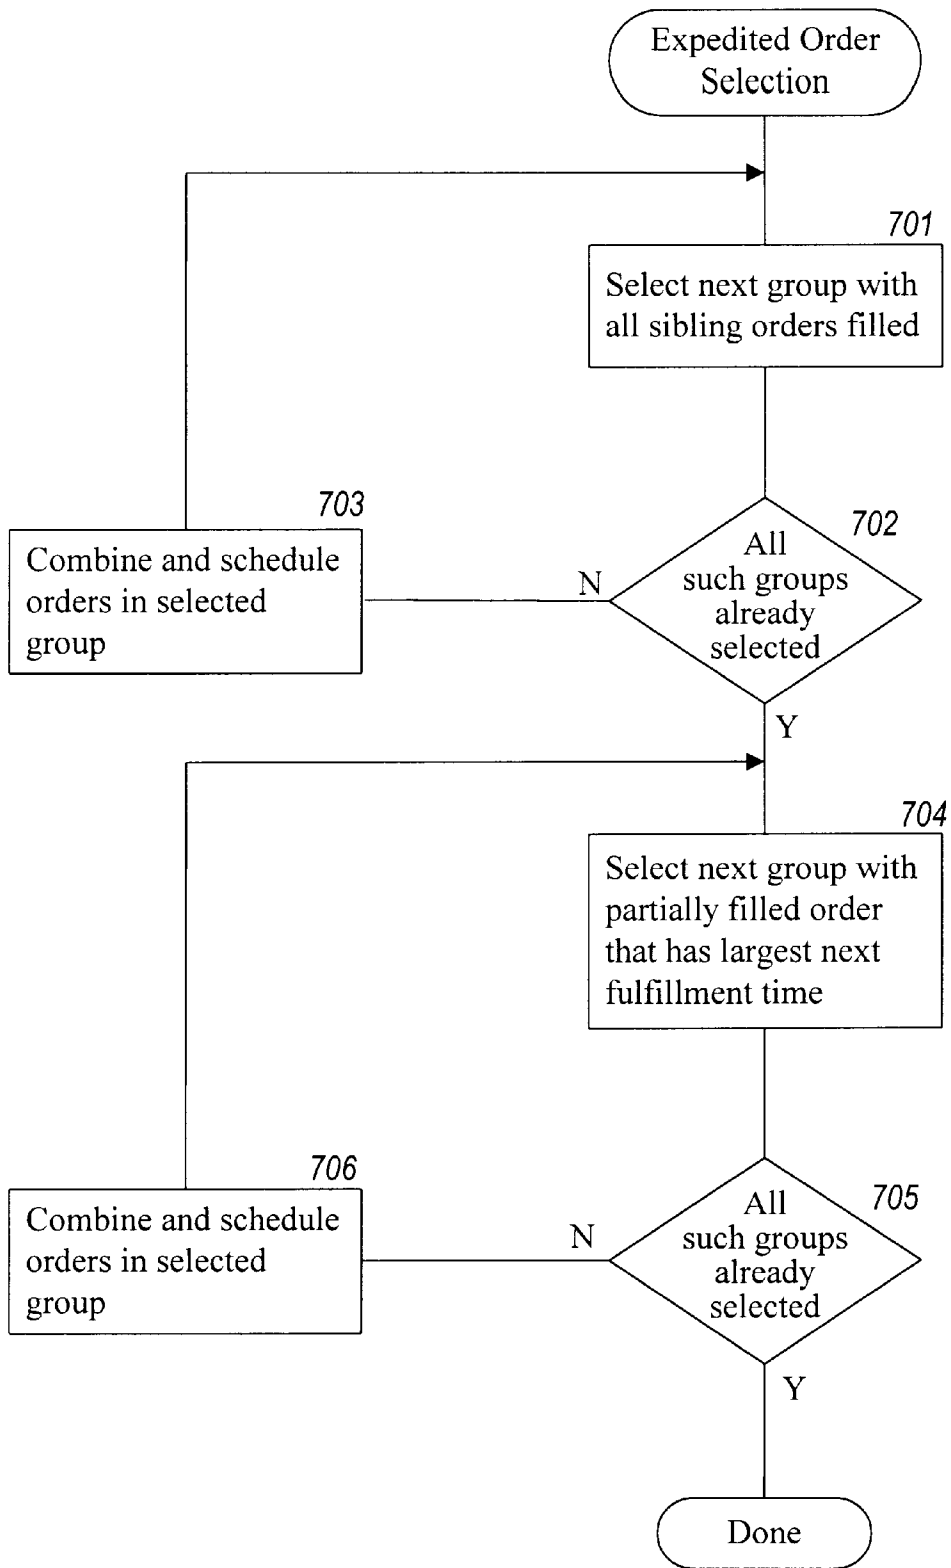 Expedited Order
Selection
701
Select next group with
all sibling orders filled
703
Combine and schedule
orders in selected
group
702
All
such groups
already
selected
N
Y
704
Select next group with
partially filled order
that has largest next
fulfillment time
706
Combine and schedule
orders in selected
group
705
All
such groups
already
selected
N
Y
Done